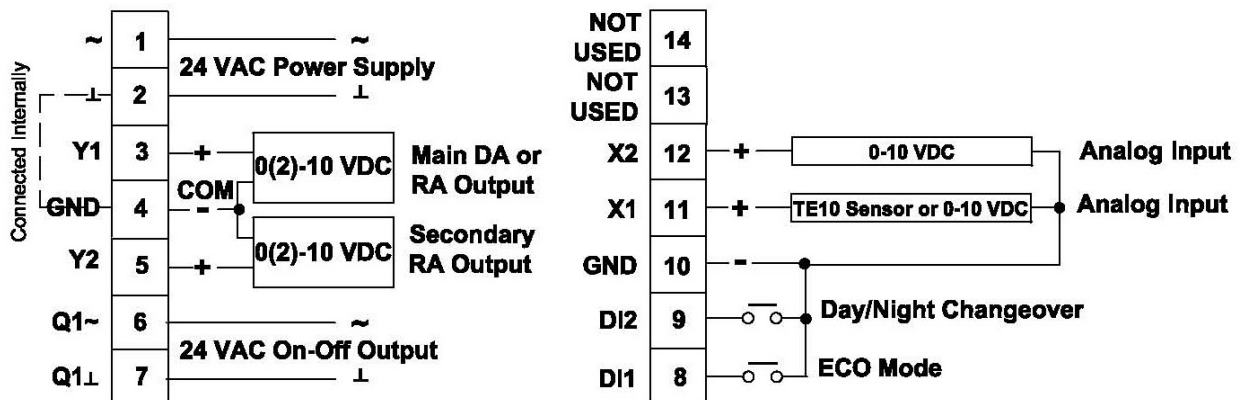 Connected Internally
~ 1 ~
24 VAC Power Supply
⊥ 2 ⊥
Y1 3 + 0(2)-10 VDC Main DA or
RA Output
COM
GND 4 -
Y2 5 + 0(2)-10 VDC Secondary
RA Output
Q1~ 6 ~
24 VAC On-Off Output
Q1⊥ 7 ⊥
NOT
USED 14
NOT
USED 13
X2 12 + 0-10 VDC Analog Input
X1 11 + TE10 Sensor or 0-10 VDC Analog Input
GND 10 -
DI2 9 Day/Night Changeover
DI1 8 ECO Mode